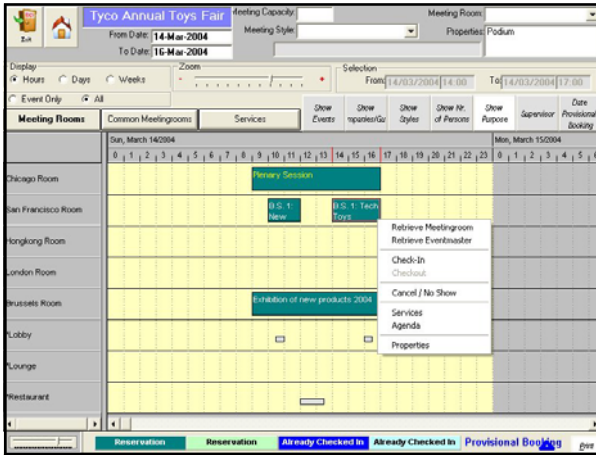 Exit
Tyco Annual Toys Fair
From Date: 14-Mar-2004
To Date: 16-Mar-2004
Meeting Capacity:
Meeting Style:
Meeting Room:
Properties: Podium
Display
Hours Days Weeks
Zoom
- +
Selection
From: 14/03/2004 14:00 To: 14/03/2004 17:00
Event Only All
Meeting Rooms
Common Meetingrooms
Services
Show Events
Show mpanies/Gu
Show Styles
Show Nr. of Persons
Show Purpose
Supervisor
Date Provisional Booking
Sun, March 14/2004
Mon, March 15/2004
0 1 2 3 4 5 6 7 8 9 10 11 12 13 14 15 16 17 18 19 20 21 22 23 0 1 2 3 4 5
Chicago Room
Plenary Session
San Francisco Room
B.S. 1: New
B.S. 1: Tech Toys
Hongkong Room
London Room
Brussels Room
Exhibition of new products 2004
*Lobby
*Lounge
*Restaurant
Retrieve Meetingroom
Retrieve Eventmaster
Check-In
Checkout
Cancel / No Show
Services
Agenda
Properties
Reservation
Reservation
Already Checked In
Already Checked In
Provisional Booking
Print